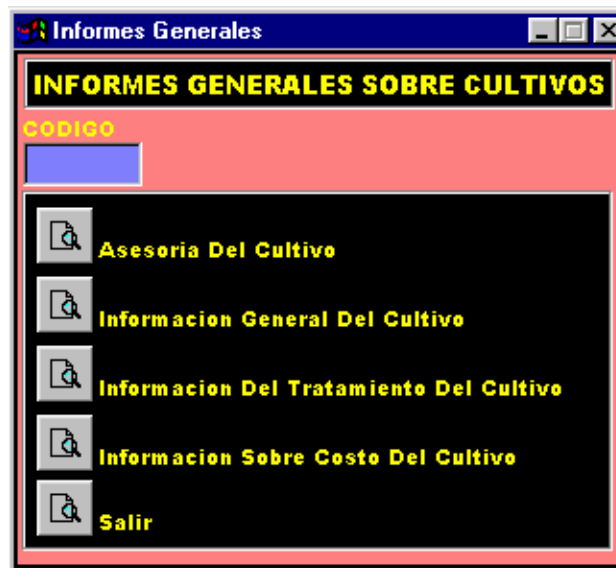 Informes Generales
INFORMES GENERALES SOBRE CULTIVOS
CODIGO
Asesoria Del Cultivo
Informacion General Del Cultivo
Informacion Del Tratamiento Del Cultivo
Informacion Sobre Costo Del Cultivo
Salir